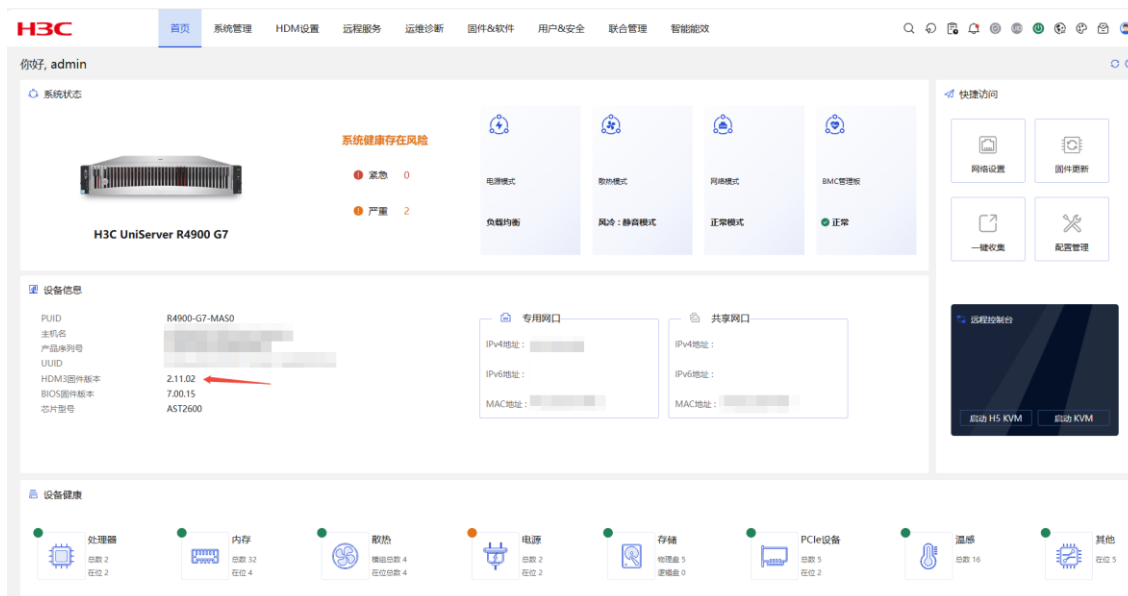 H3C 首页 系统管理 HDM设置 远程服务 运维诊断 固件&软件 用户&安全 联合管理 智能能效
你好, admin
系统状态
系统健康存在风险
紧急 0
严重 2
H3C UniServer R4900 G7
电源模式
负载均衡
散热模式
风冷 : 静音模式
网络模式
正常模式
BMC管理板
正常
快捷访问
网络设置
固件更新
一键收集
配置管理
设备信息
PUID R4900-G7-MAS0
主机名
产品序列号
UUID
HDM3固件版本 2.11.02
BIOS固件版本 7.00.15
芯片型号 AST2600
专用网口
IPv4地址 :
IPv6地址 :
MAC地址 :
共享网口
IPv4地址 :
IPv6地址 :
MAC地址 :
远程控制台
启动 H5 KVM
启动 KVM
设备健康
处理器
总数 2
在位 2
内存
总数 32
在位 4
散热
模组总数 4
在位总数 4
电源
总数 2
在位 2
存储
物理盘 5
逻辑盘 0
PCIe设备
总数 5
在位 2
温感
总数 16
其他
在位 5